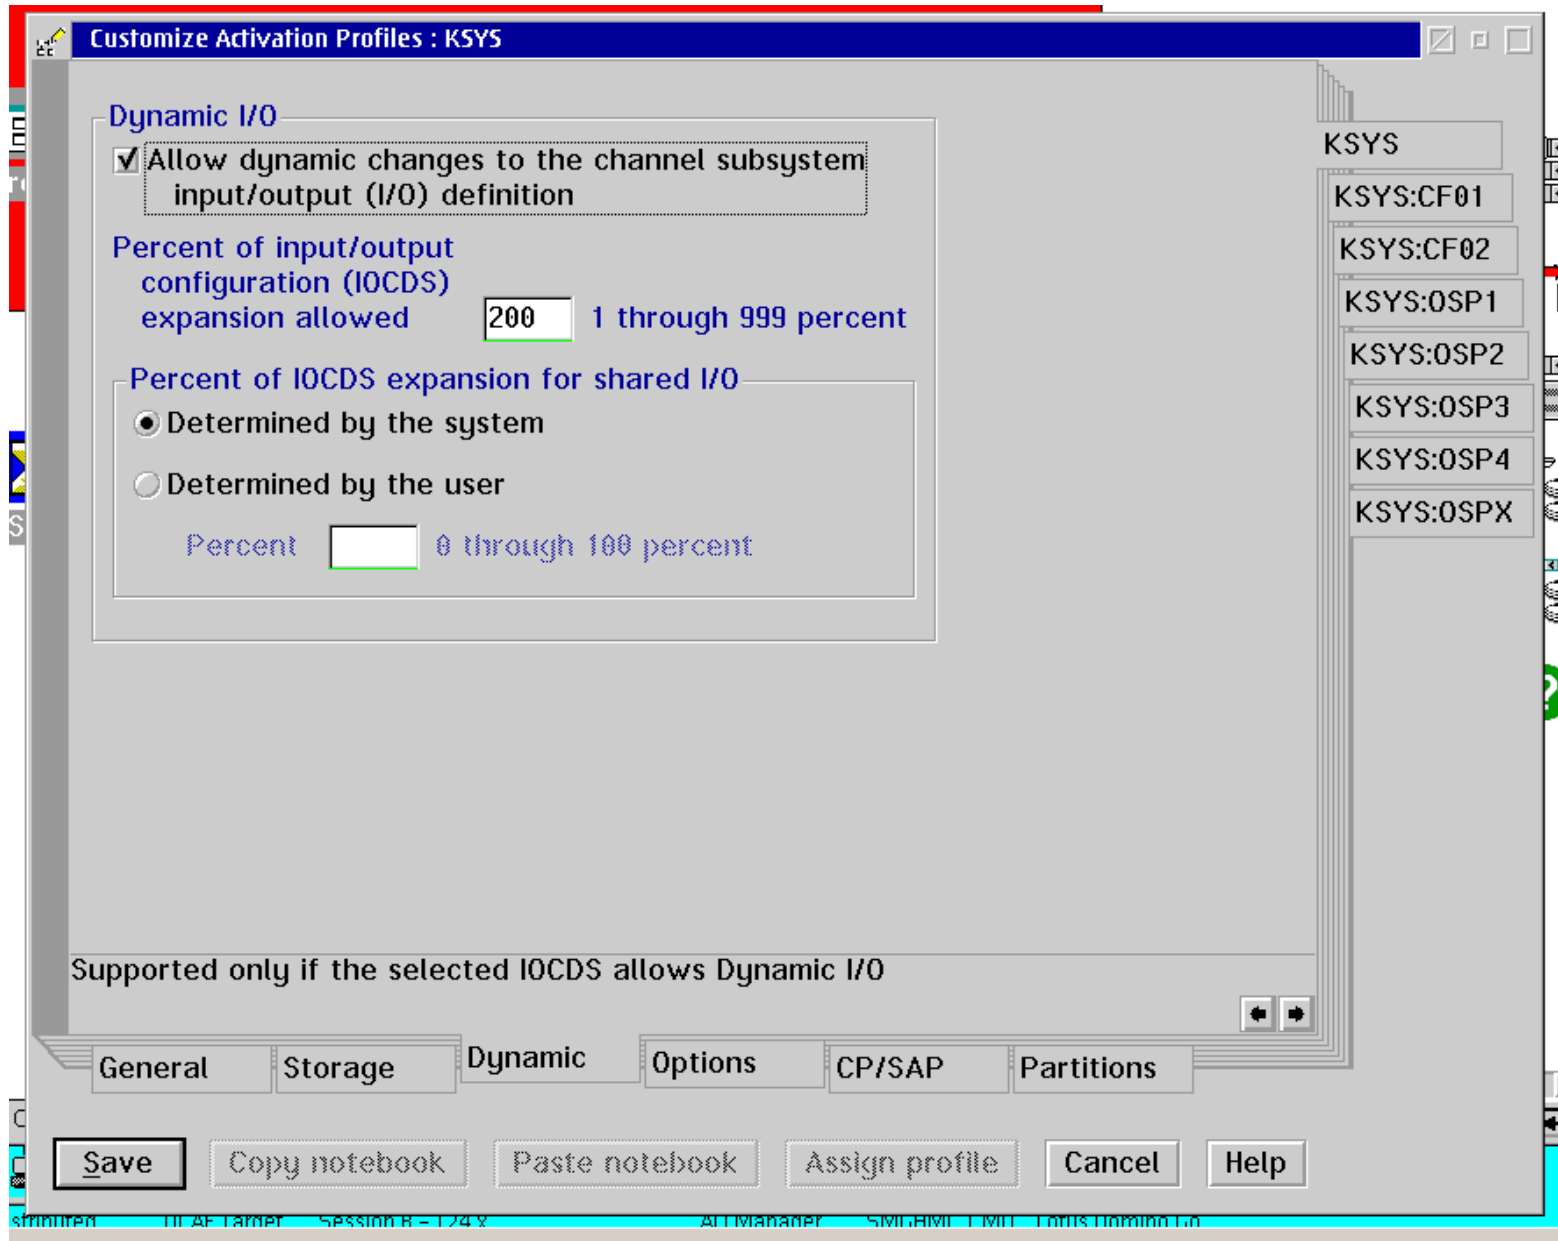 Customize Activation Profiles : KSYS
Dynamic I/O
Allow dynamic changes to the channel subsystem
input/output (I/O) definition
Percent of input/output
configuration (IOCDS)
expansion allowed 200 1 through 999 percent
Percent of IOCDS expansion for shared I/O
Determined by the system
Determined by the user
Percent 0 through 100 percent
KSYS
KSYS:CF01
KSYS:CF02
KSYS:OSP1
KSYS:OSP2
KSYS:OSP3
KSYS:OSP4
KSYS:OSPX
Supported only if the selected IOCDS allows Dynamic I/O
General Storage Dynamic Options CP/SAP Partitions
Save Copy notebook Paste notebook Assign profile Cancel Help